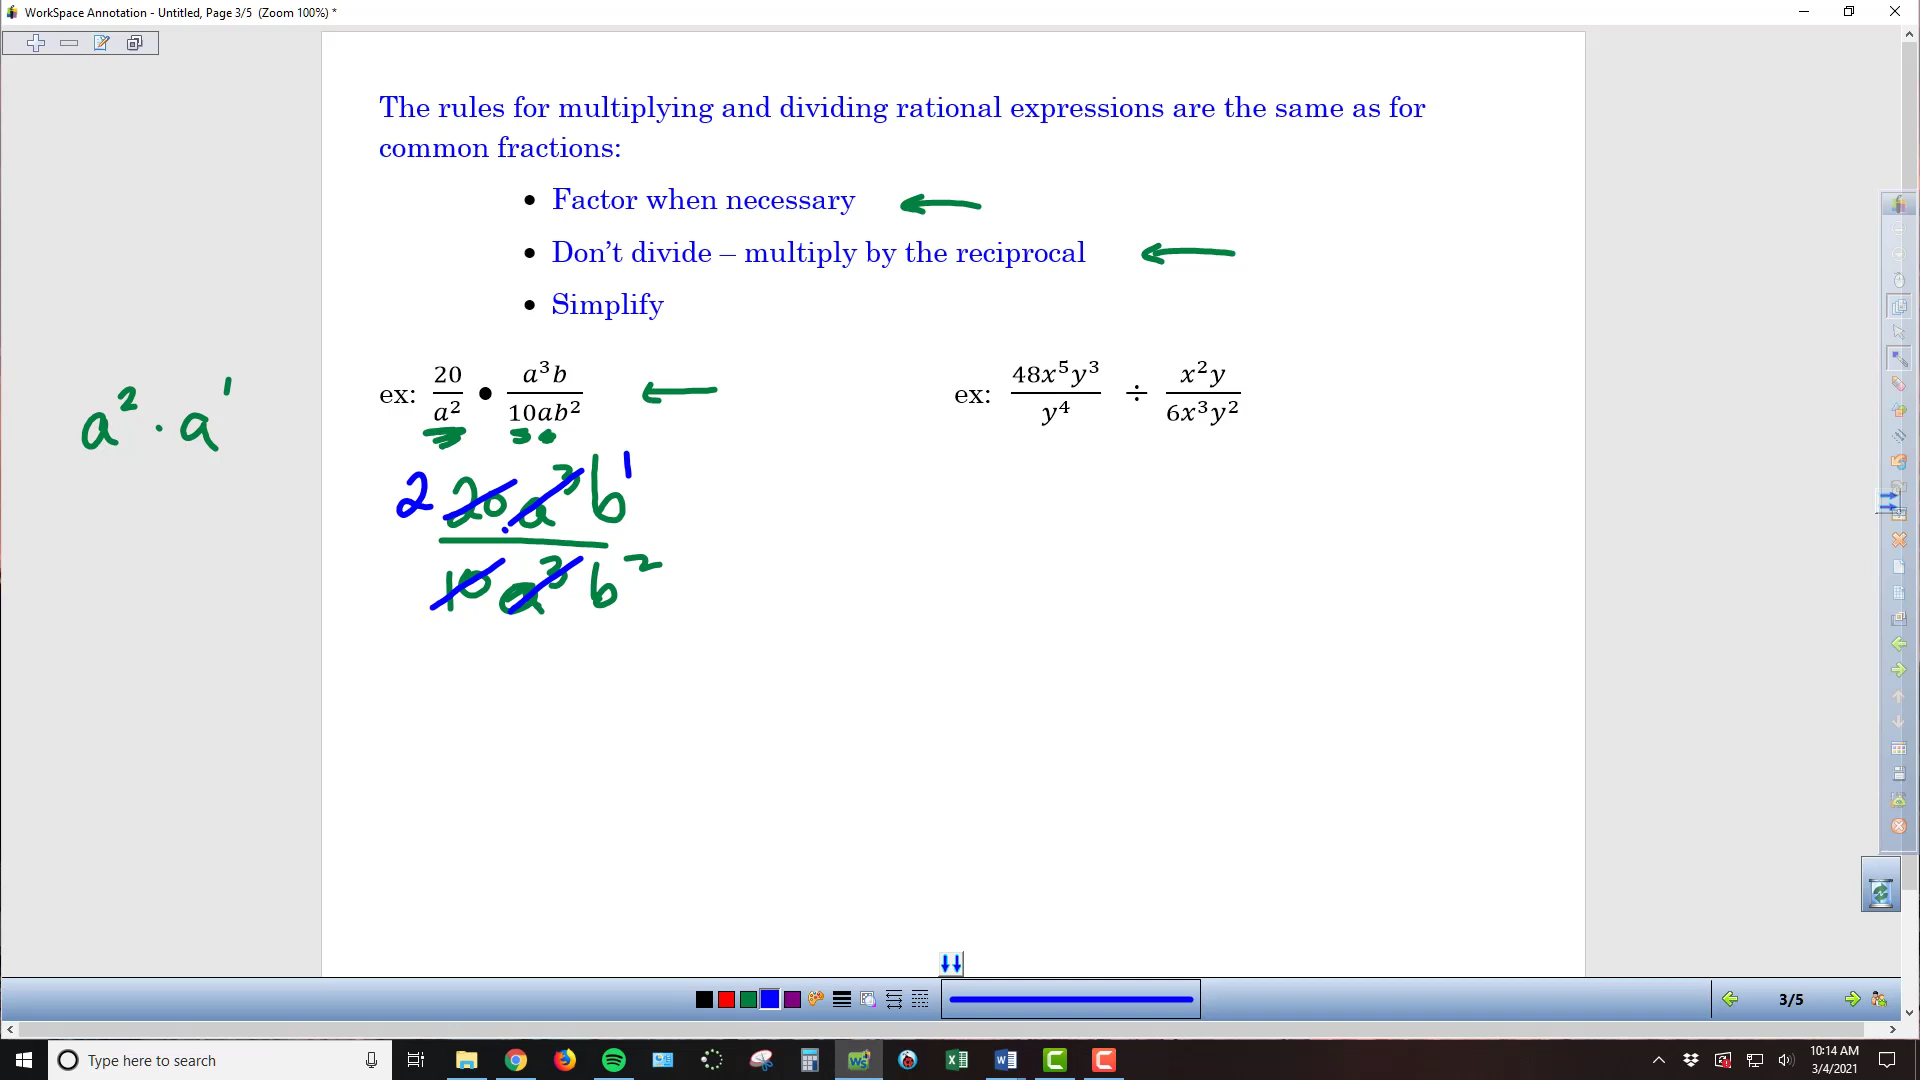 WorkSpace Annotation - Untitled, Page 3/5 (Zoom 100%) *
The rules for multiplying and dividing rational expressions are the same as for
common fractions:
• Factor when necessary
• Don't divide – multiply by the reciprocal
• Simplify
ex: 20/a² • a³b/10ab²
ex: 48x⁵y³/y⁴ ÷ x²y/6x³y²
a² · a¹
2 20a³b¹
10a³b²
3/5
Type here to search
10:14 AM
3/4/2021